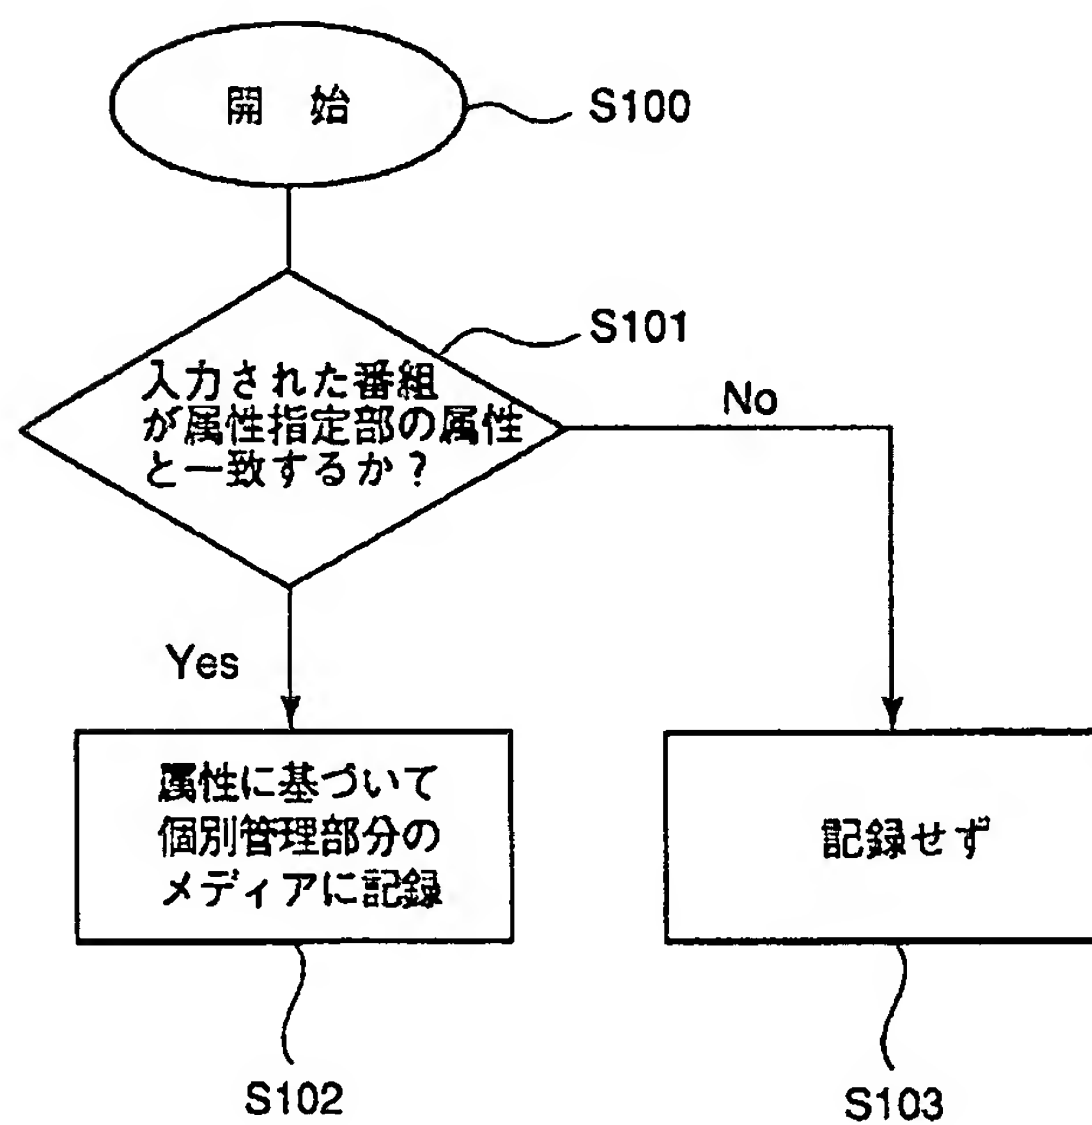 開 始
S100
S101
入力された番組
が属性指定部の属性
と一致するか?
No
Yes
属性に基づいて
個別管理部分の
メディアに記録
記録せず
S102
S103